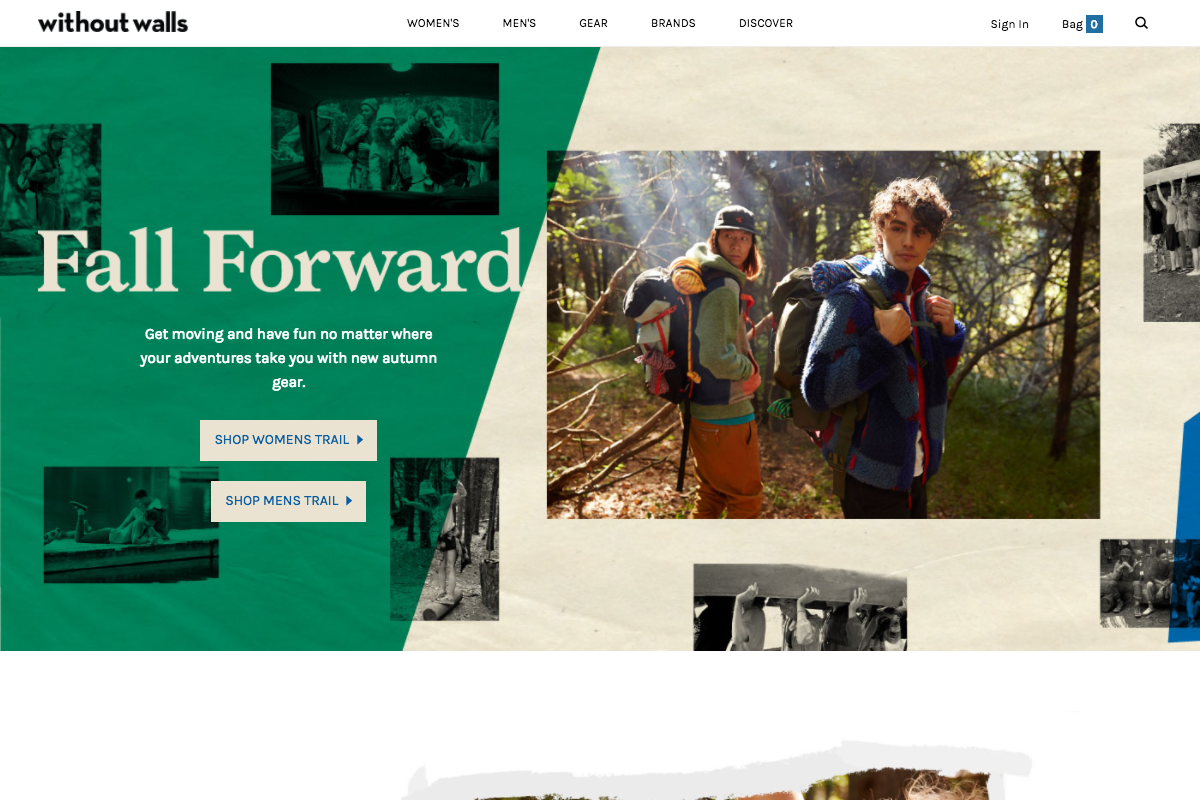 without walls
WOMEN'S
MEN'S
GEAR
BRANDS
DISCOVER
Sign In
Bag 0
Fall Forward
Get moving and have fun no matter where
your adventures take you with new autumn
gear.
SHOP WOMENS TRAIL
SHOP MENS TRAIL